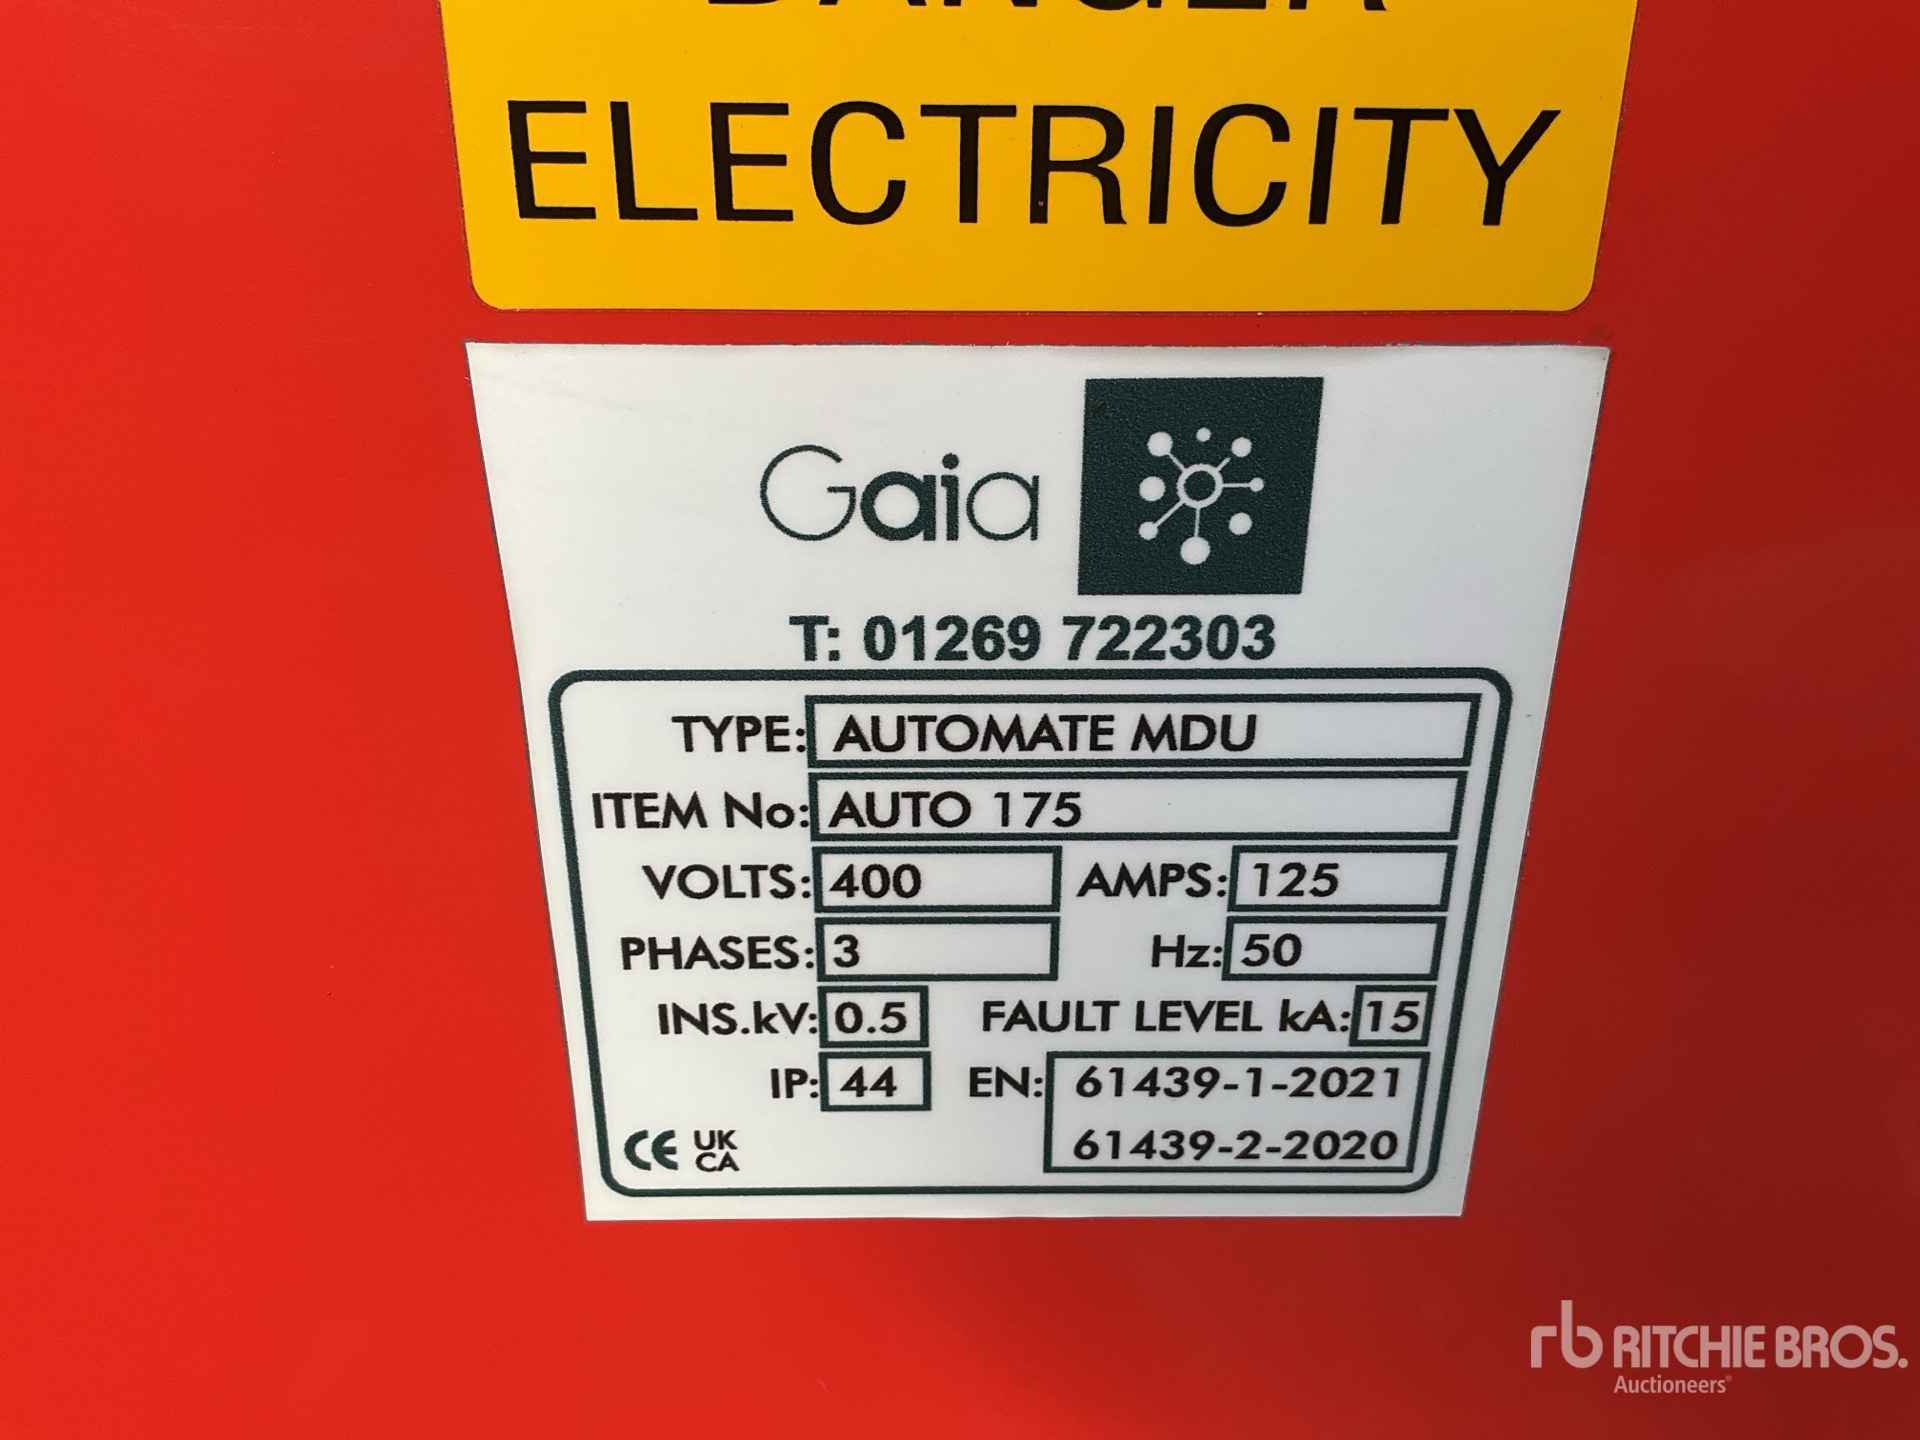 DANGER
ELECTRICITY
Gaia
T: 01269 722303
TYPE: AUTOMATE MDU
ITEM No: AUTO 175
VOLTS: 400 AMPS: 125
PHASES: 3 Hz: 50
INS.kV: 0.5 FAULT LEVEL kA: 15
IP: 44 EN: 61439-1-2021
61439-2-2020
CE UK
CA
rb RITCHIE BROS.
Auctioneers®